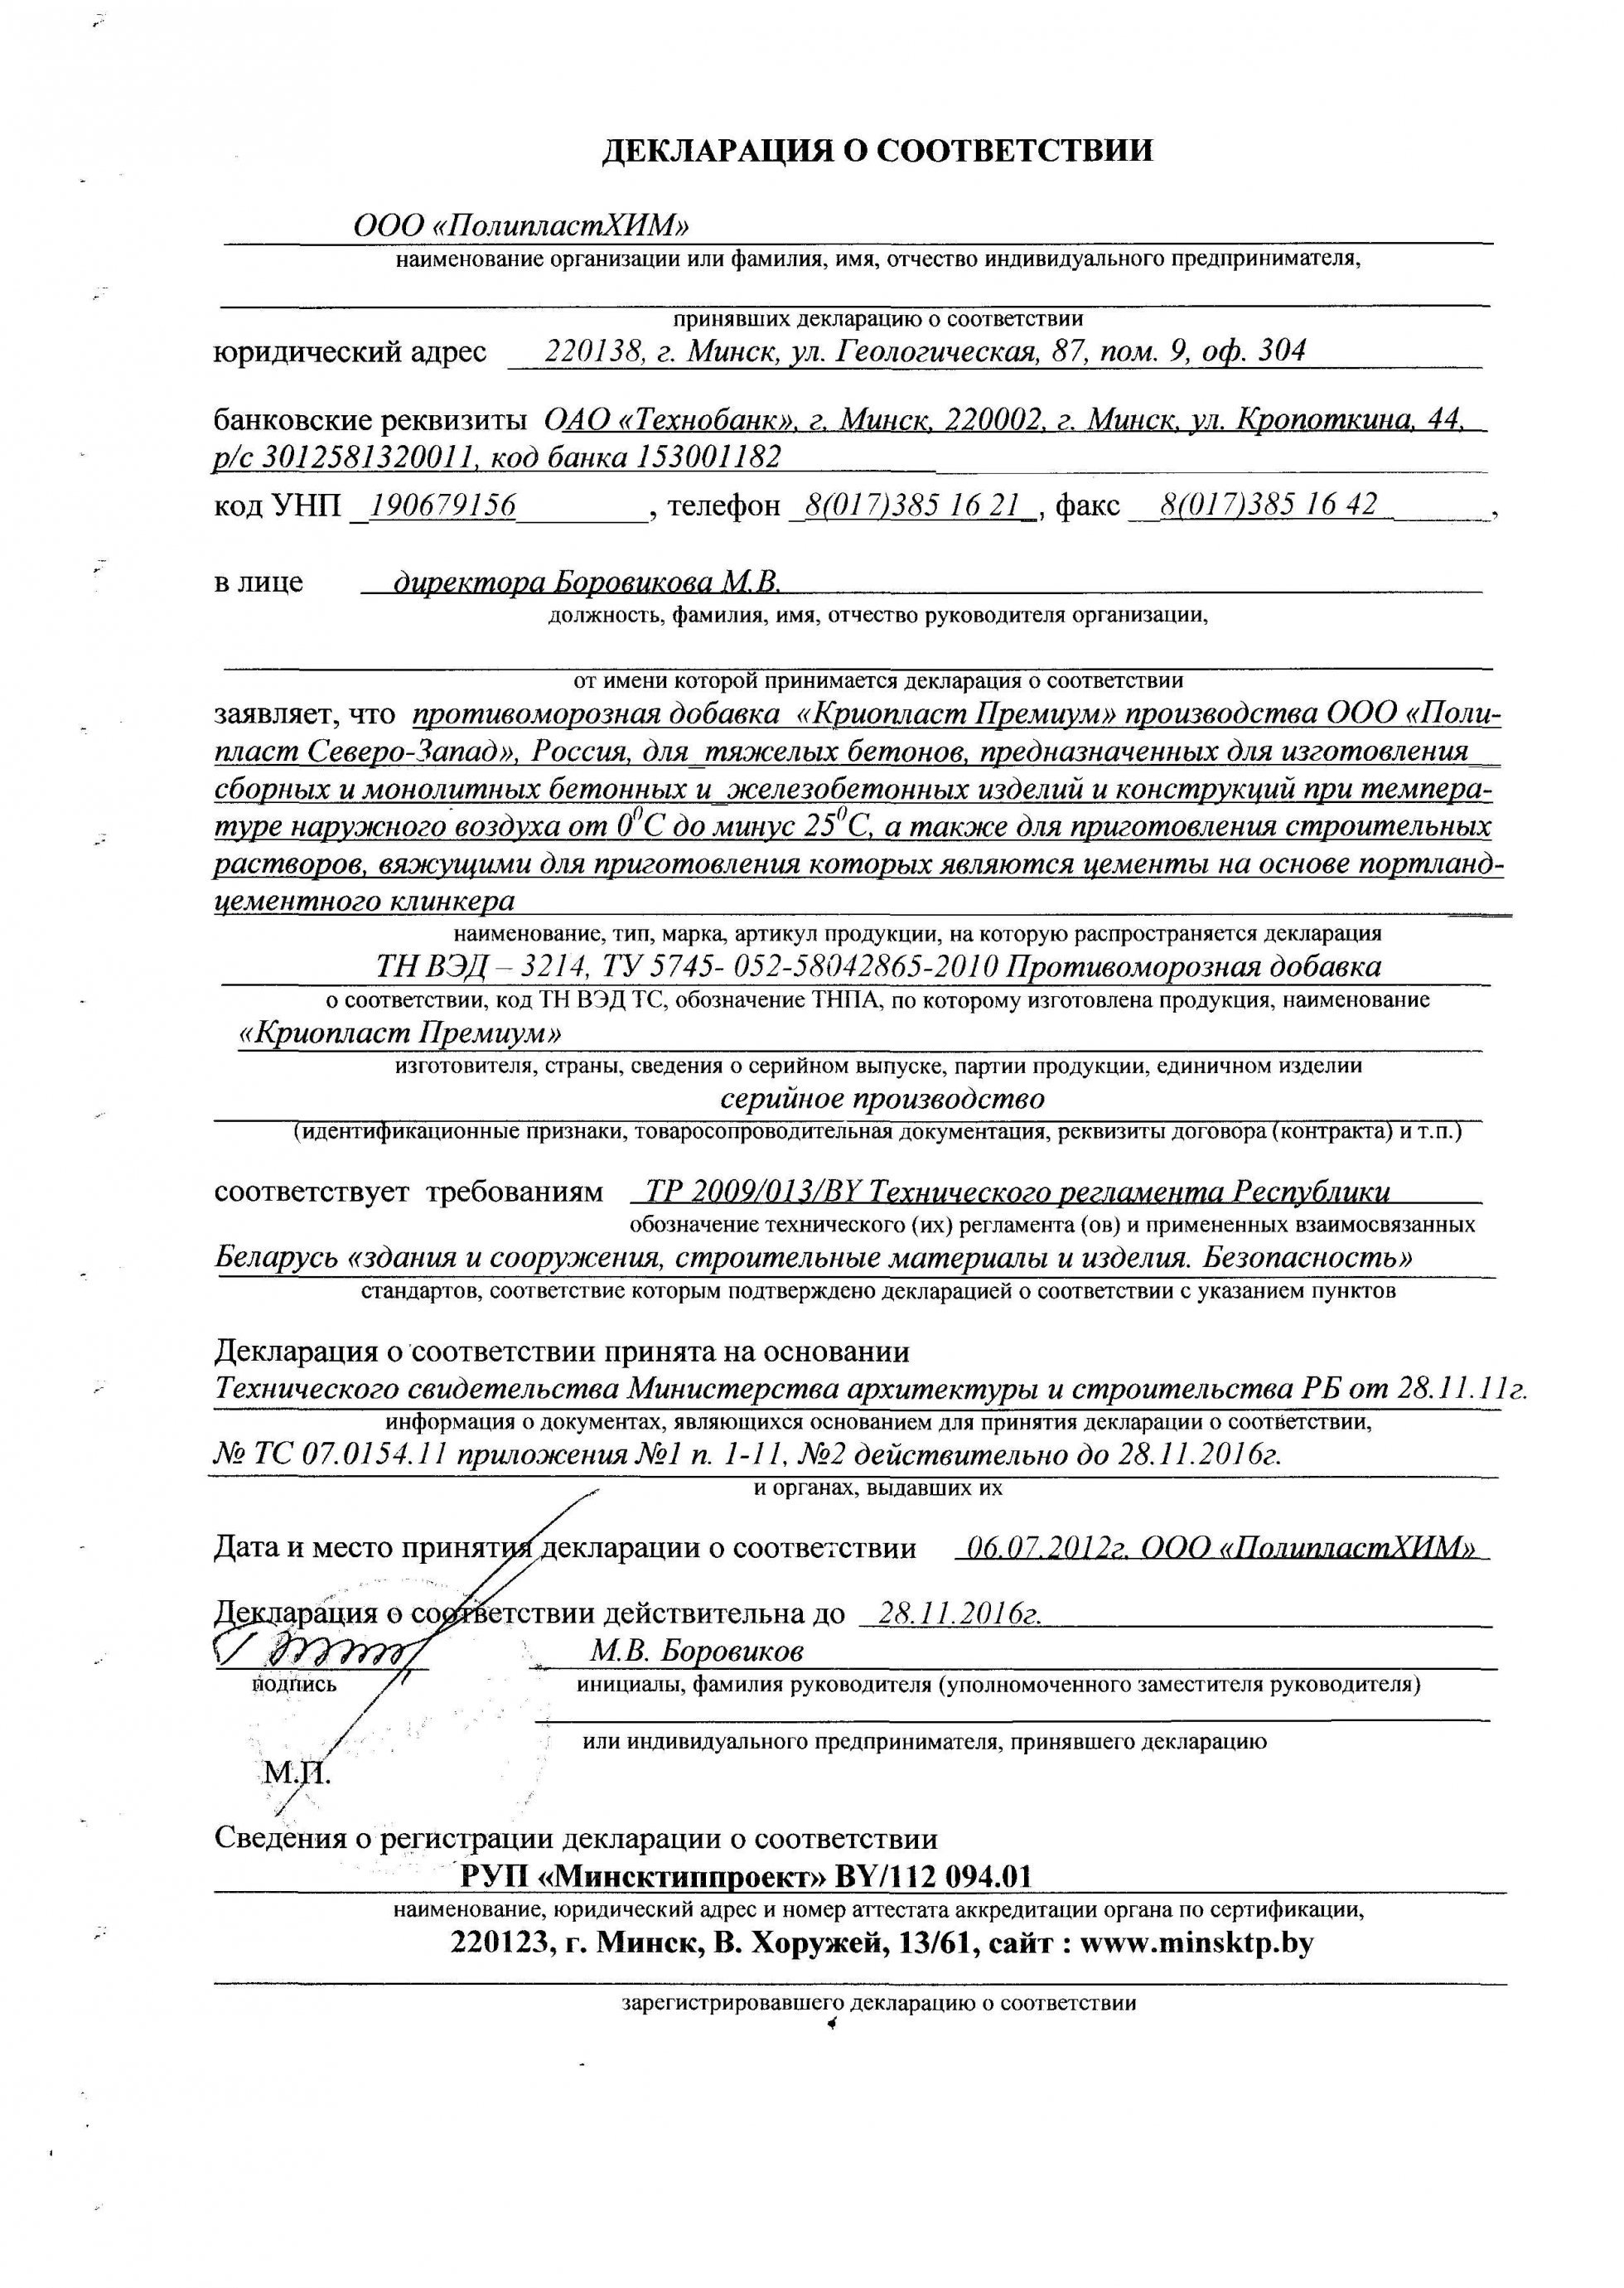 ДЕКЛАРАЦИЯ О СООТВЕТСТВИИ
ООО «ПолипластХИМ»
наименование организации или фамилия, имя, отчество индивидуального предпринимателя,
принявших декларацию о соответствии
юридический адрес 220138, г. Минск, ул. Геологическая, 87, пом. 9, оф. 304
банковские реквизиты ОАО «Технобанк», г. Минск, 220002, г. Минск, ул. Кропоткина, 44,
р/с 3012581320011, код банка 153001182
код УНП 190679156, телефон 8(017)385 16 21, факс 8(017)385 16 42,
в лице директора Боровикова М.В.
должность, фамилия, имя, отчество руководителя организации,
от имени которой принимается декларация о соответствии
заявляет, что противоморозная добавка «Криопласт Премиум» производства ООО «Поли-
пласт Северо-Запад», Россия, для тяжелых бетонов, предназначенных для изготовления
сборных и монолитных бетонных и железобетонных изделий и конструкций при темпера-
туре наружного воздуха от 0⁰С до минус 25⁰С, а также для приготовления строительных
растворов, вяжущими для приготовления которых являются цементы на основе портланд-
цементного клинкера
наименование, тип, марка, артикул продукции, на которую распространяется декларация
ТН ВЭД – 3214, ТУ 5745- 052-58042865-2010 Противоморозная добавка
о соответствии, код ТН ВЭД ТС, обозначение ТНПА, по которому изготовлена продукция, наименование
«Криопласт Премиум»
изготовителя, страны, сведения о серийном выпуске, партии продукции, единичном изделии
серийное производство
(идентификационные признаки, товаросопроводительная документация, реквизиты договора (контракта) и т.п.)
соответствует требованиям ТР 2009/013/BY Технического регламента Республики
обозначение технического (их) регламента (ов) и примененных взаимосвязанных
Беларусь «здания и сооружения, строительные материалы и изделия. Безопасность»
стандартов, соответствие которым подтверждено декларацией о соответствии с указанием пунктов
Декларация о соответствии принята на основании
Технического свидетельства Министерства архитектуры и строительства РБ от 28.11.11г.
информация о документах, являющихся основанием для принятия декларации о соответствии,
№ ТС 07.0154.11 приложения №1 п. 1-11, №2 действительно до 28.11.2016г.
и органах, выдавших их
Дата и место принятия декларации о соответствии 06.07.2012г. ООО «ПолипластХИМ»
Декларация о соответствии действительна до 28.11.2016г.
М.В. Боровиков
подпись инициалы, фамилия руководителя (уполномоченного заместителя руководителя)
или индивидуального предпринимателя, принявшего декларацию
М.П.
Сведения о регистрации декларации о соответствии
РУП «Минсктиппроект» BY/112 094.01
наименование, юридический адрес и номер аттестата аккредитации органа по сертификации,
220123, г. Минск, В. Хоружей, 13/61, сайт : www.minsktp.by
зарегистрировавшего декларацию о соответствии